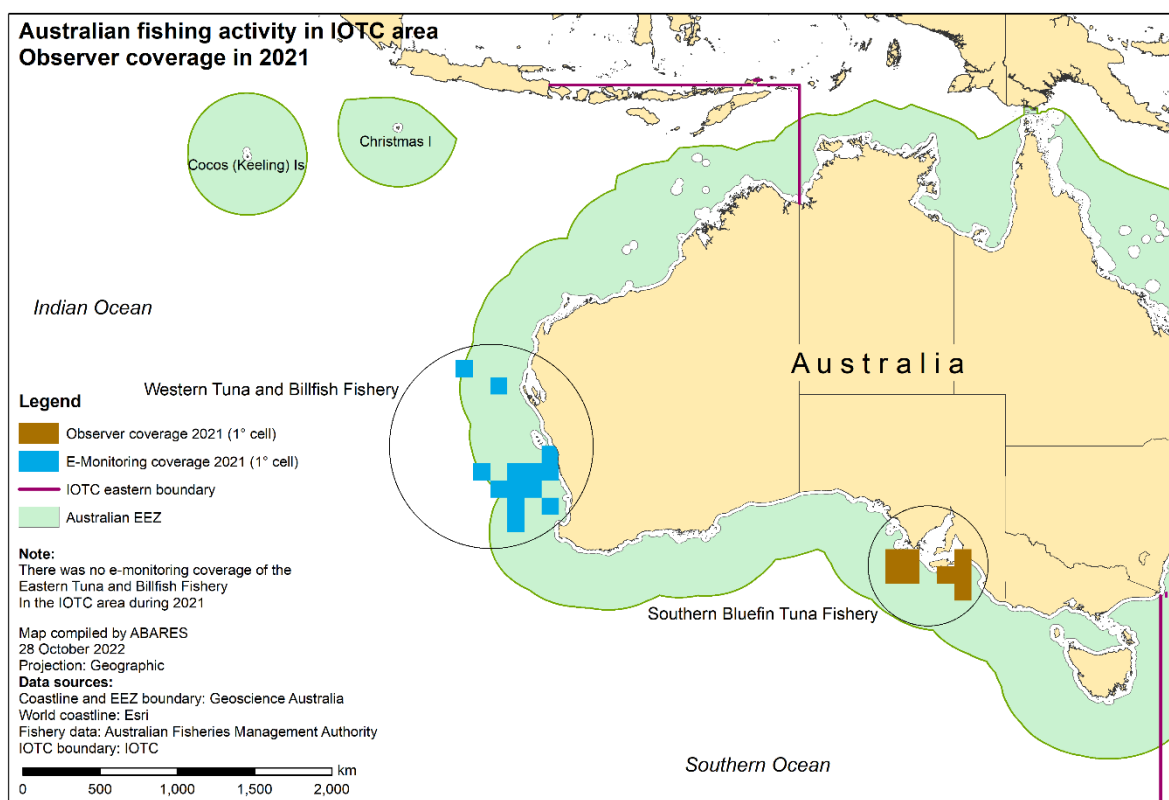 Australian fishing activity in IOTC area
Observer coverage in 2021
Cocos (Keeling) Is
Christmas I
Indian Ocean
Western Tuna and Billfish Fishery
Australia
Legend
Observer coverage 2021 (1° cell)
E-Monitoring coverage 2021 (1° cell)
IOTC eastern boundary
Australian EEZ
Southern Bluefin Tuna Fishery
Note:
There was no e-monitoring coverage of the
Eastern Tuna and Billfish Fishery
In the IOTC area during 2021
Map compiled by ABARES
28 October 2022
Projection: Geographic
Data sources:
Coastline and EEZ boundary: Geoscience Australia
World coastline: Esri
Fishery data: Australian Fisheries Management Authority
IOTC boundary: IOTC
Southern Ocean
km
0 500 1,000 1,500 2,000